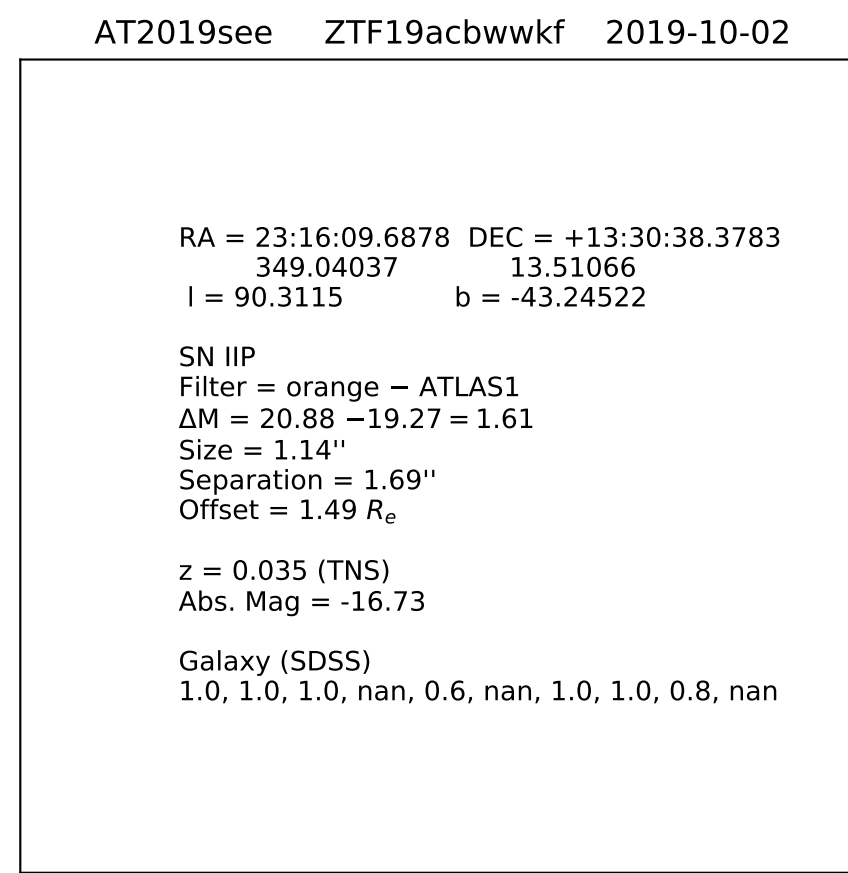 AT2019see ZTF19acbwwkf 2019-10-02
RA = 23:16:09.6878 DEC = +13:30:38.3783
349.04037 13.51066
l = 90.3115 b = -43.24522
SN IIP
Filter = orange − ATLAS1
ΔM = 20.88 −19.27 = 1.61
Size = 1.14''
Separation = 1.69''
Offset = 1.49 Rₑ
z = 0.035 (TNS)
Abs. Mag = -16.73
Galaxy (SDSS)
1.0, 1.0, 1.0, nan, 0.6, nan, 1.0, 1.0, 0.8, nan